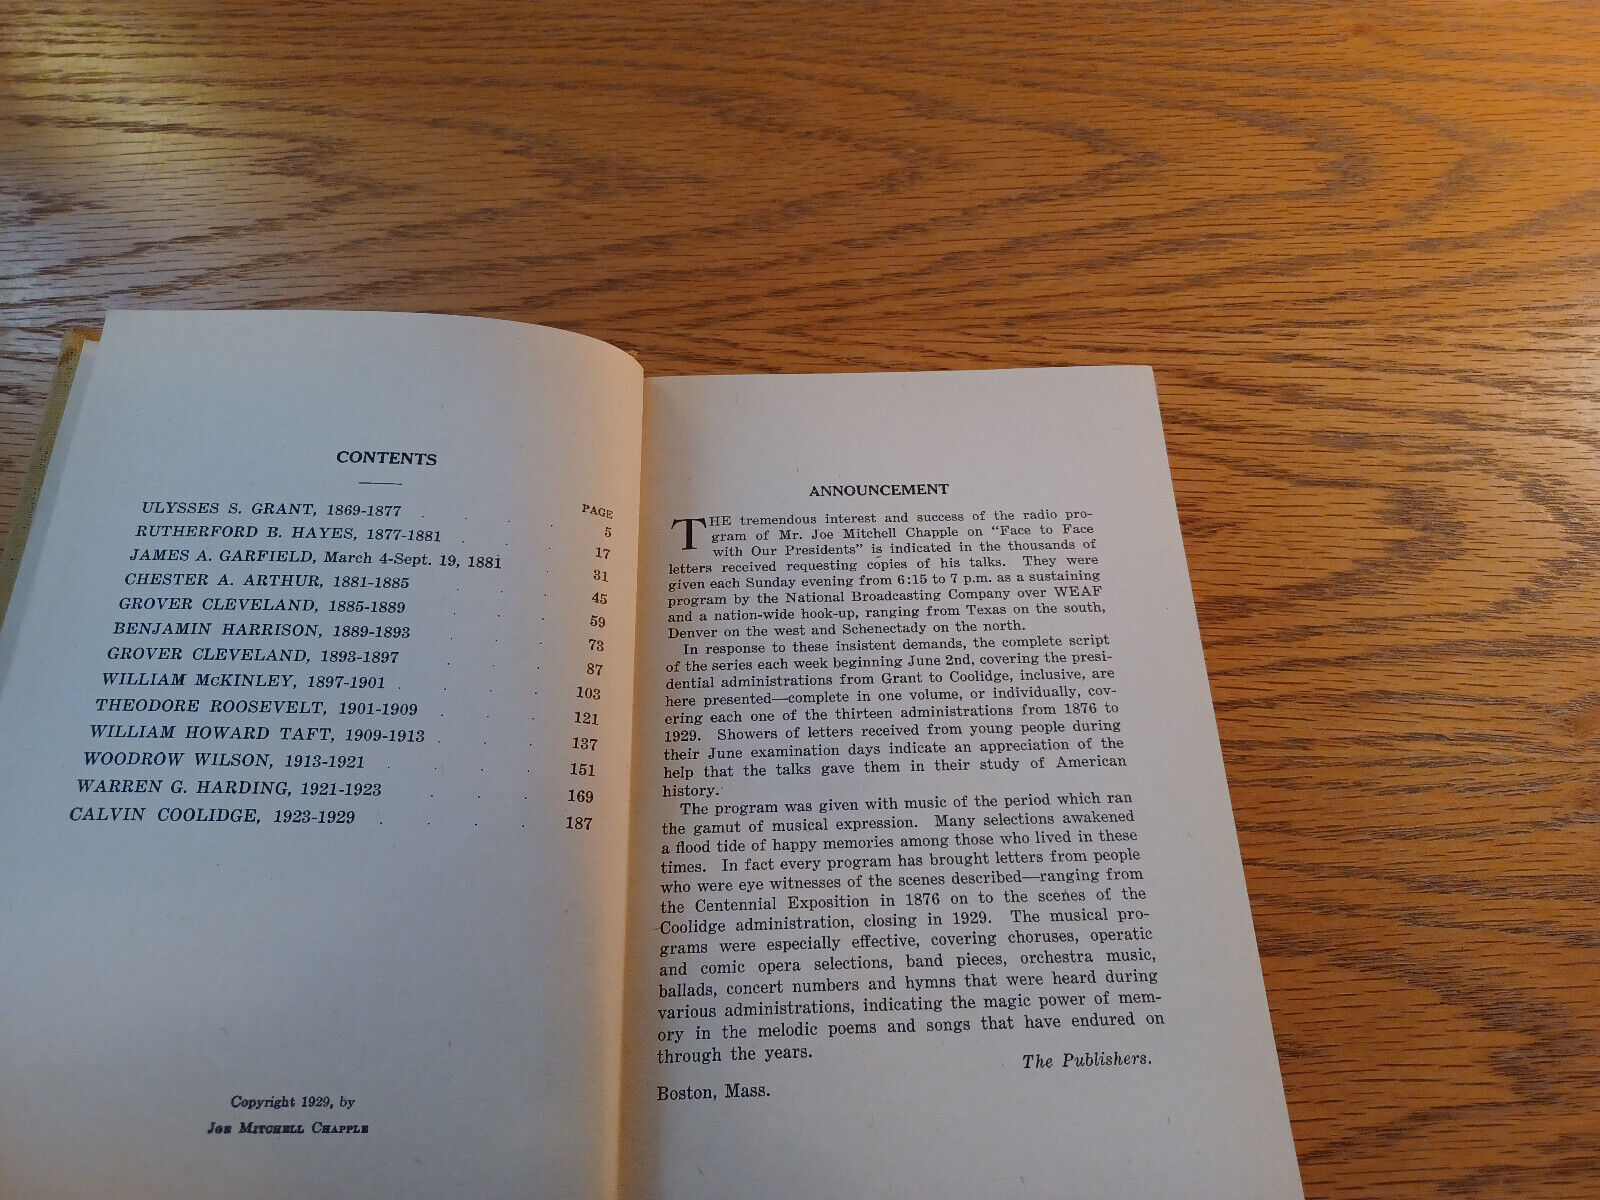 CONTENTS
PAGE
ULYSSES S. GRANT, 1869-1877 . . . 5
RUTHERFORD B. HAYES, 1877-1881 . . . 17
JAMES A. GARFIELD, March 4-Sept. 19, 1881 . 31
CHESTER A. ARTHUR, 1881-1885 . . . 45
GROVER CLEVELAND, 1885-1889 . . . 59
BENJAMIN HARRISON, 1889-1893 . . . 73
GROVER CLEVELAND, 1893-1897 . . . 87
WILLIAM McKINLEY, 1897-1901 . . . 103
THEODORE ROOSEVELT, 1901-1909 . . . 121
WILLIAM HOWARD TAFT, 1909-1913 . . . 137
WOODROW WILSON, 1913-1921 . . . 151
WARREN G. HARDING, 1921-1923 . . . 169
CALVIN COOLIDGE, 1923-1929 . . . 187
Copyright 1929, by
JOE MITCHELL CHAPPLE
ANNOUNCEMENT
THE tremendous interest and success of the radio pro-
gram of Mr. Joe Mitchell Chapple on "Face to Face
with Our Presidents" is indicated in the thousands of
letters received requesting copies of his talks. They were
given each Sunday evening from 6:15 to 7 p.m. as a sustaining
program by the National Broadcasting Company over WEAF
and a nation-wide hook-up, ranging from Texas on the south,
Denver on the west and Schenectady on the north.
In response to these insistent demands, the complete script
of the series each week beginning June 2nd, covering the presi-
dential administrations from Grant to Coolidge, inclusive, are
here presented—complete in one volume, or individually, cov-
ering each one of the thirteen administrations from 1876 to
1929. Showers of letters received from young people during
their June examination days indicate an appreciation of the
help that the talks gave them in their study of American
history.
The program was given with music of the period which ran
the gamut of musical expression. Many selections awakened
a flood tide of happy memories among those who lived in these
times. In fact every program has brought letters from people
who were eye witnesses of the scenes described—ranging from
the Centennial Exposition in 1876 on to the scenes of the
Coolidge administration, closing in 1929. The musical pro-
grams were especially effective, covering choruses, operatic
and comic opera selections, band pieces, orchestra music,
ballads, concert numbers and hymns that were heard during
various administrations, indicating the magic power of mem-
ory in the melodic poems and songs that have endured on
through the years.
The Publishers.
Boston, Mass.